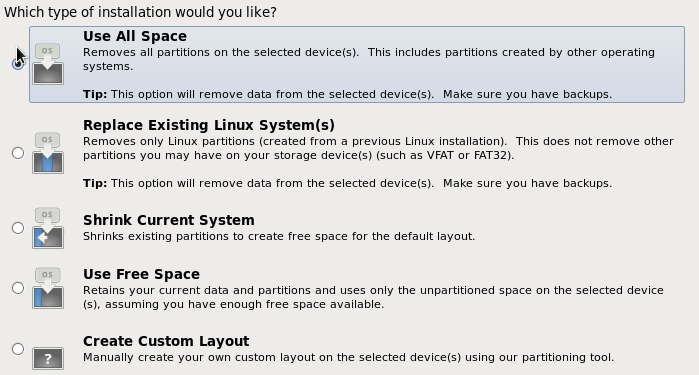 Which type of installation would you like?
OS
Use All Space
Removes all partitions on the selected device(s).  This includes partitions created by other operating
systems.
Tip: This option will remove data from the selected device(s).  Make sure you have backups.
OS
Replace Existing Linux System(s)
Removes only Linux partitions (created from a previous Linux installation).  This does not remove other
partitions you may have on your storage device(s) (such as VFAT or FAT32).
Tip: This option will remove data from the selected device(s).  Make sure you have backups.
OS
Shrink Current System
Shrinks existing partitions to create free space for the default layout.
OS
Use Free Space
Retains your current data and partitions and uses only the unpartitioned space on the selected device
(s), assuming you have enough free space available.
?
Create Custom Layout
Manually create your own custom layout on the selected device(s) using our partitioning tool.